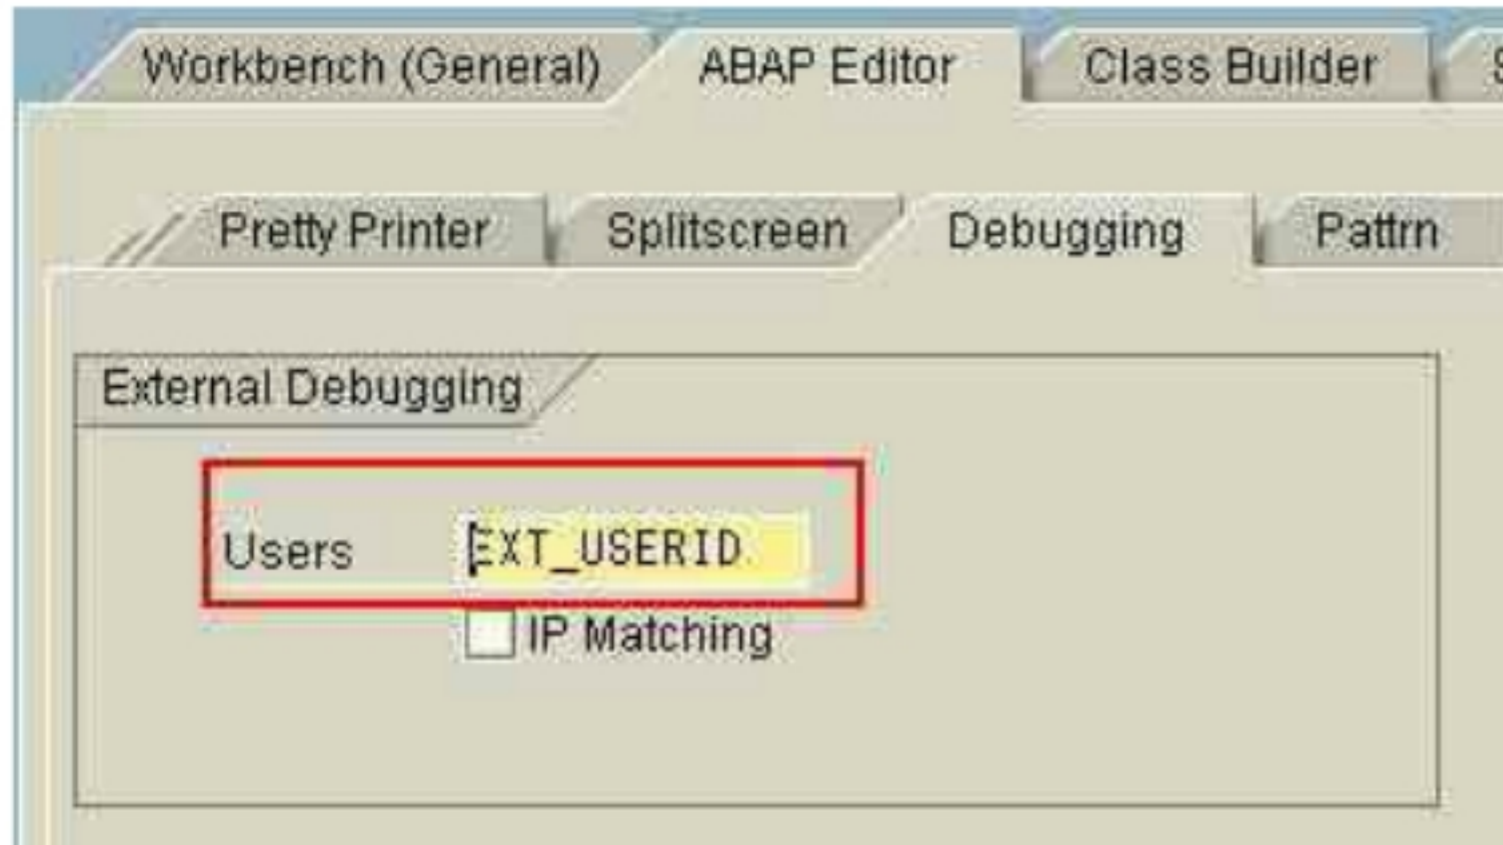 Workbench (General) ABAP Editor Class Builder
Pretty Printer Splitscreen Debugging Pattrn
External Debugging
Users EXT_USERID
IP Matching